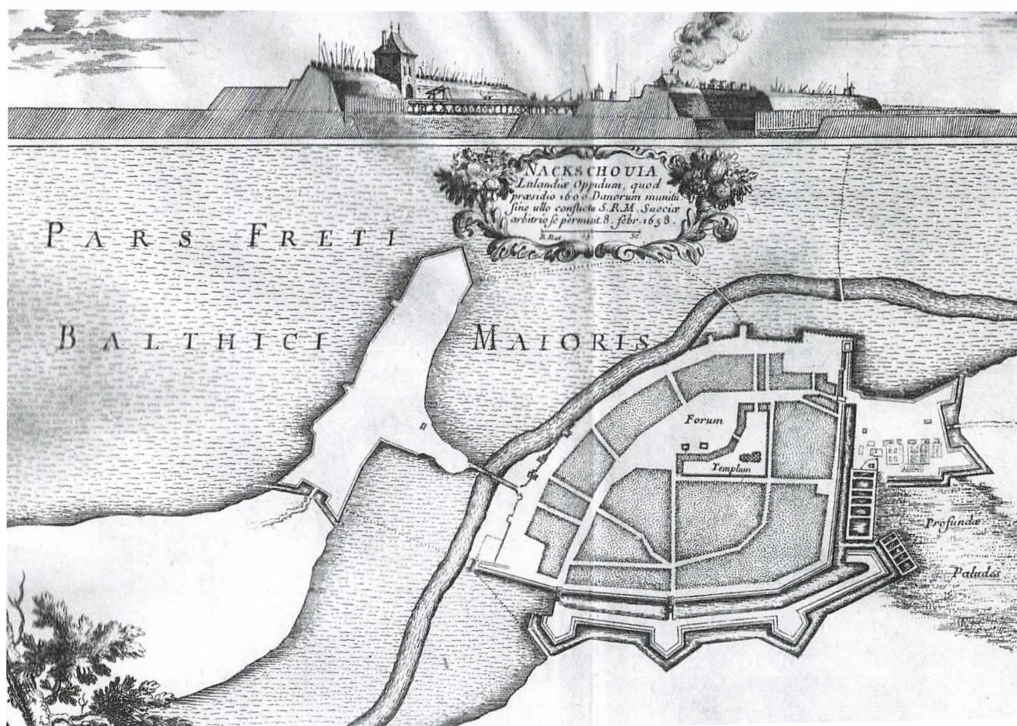 NACKSCHOVIA
Lalandiæ Oppidum, quod
præsidio 1600 Danorum munitũ
sine ullo conflictu S.R.M. Sueciæ
arbitrio se permisit. 8. febr. 1658.
PARS FRETI
BALTHICI MAIORIS
Forum
Templum
Profundæ
Paludes